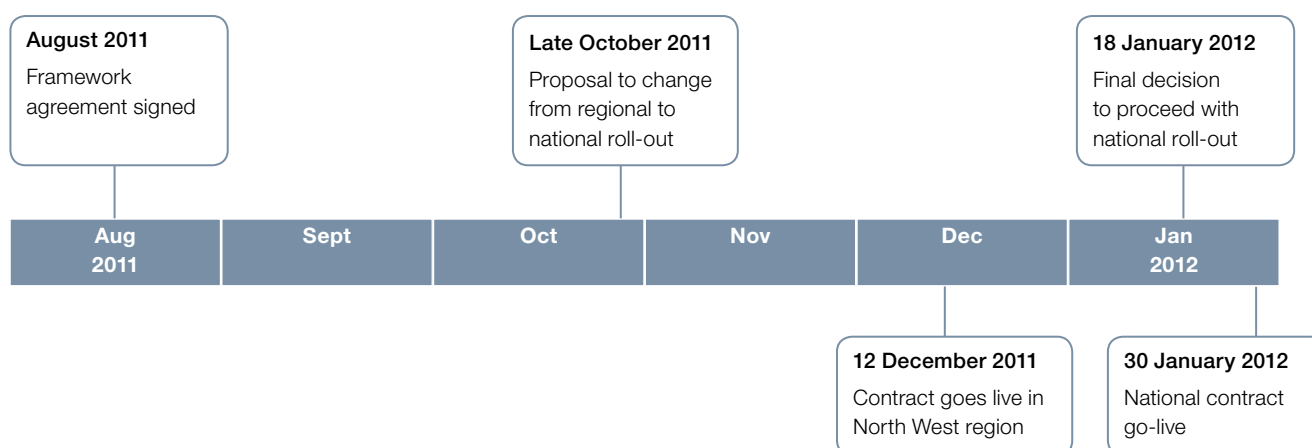 August 2011
Framework
agreement signed
Late October 2011
Proposal to change
from regional to
national roll-out
18 January 2012
Final decision
to proceed with
national roll-out
Aug
2011
Sept
Oct
Nov
Dec
Jan
2012
12 December 2011
Contract goes live in
North West region
30 January 2012
National contract
go-live